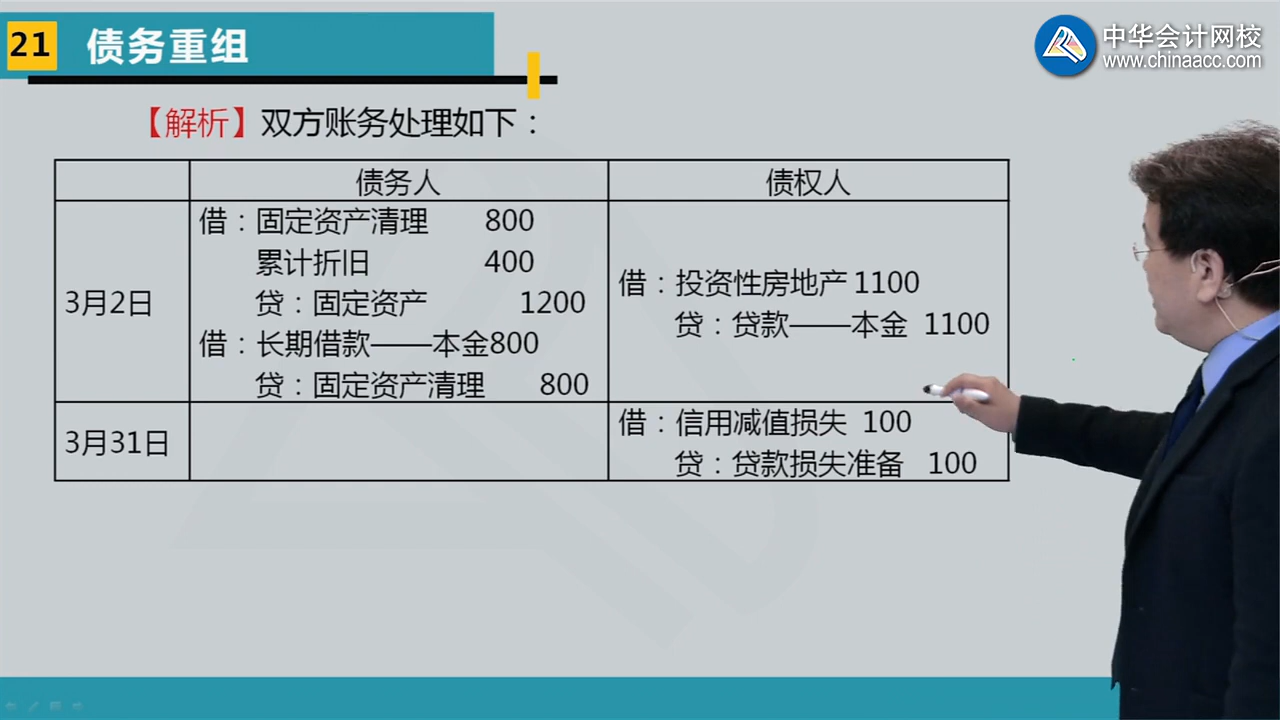 21 债务重组
中华会计网校
www.chinaacc.com
【解析】双方账务处理如下：
债务人 债权人
3月2日
借：固定资产清理 800
累计折旧 400
贷：固定资产 1200
借：长期借款——本金800
贷：固定资产清理 800
借：投资性房地产1100
贷：贷款——本金 1100
3月31日
借：信用减值损失 100
贷：贷款损失准备 100